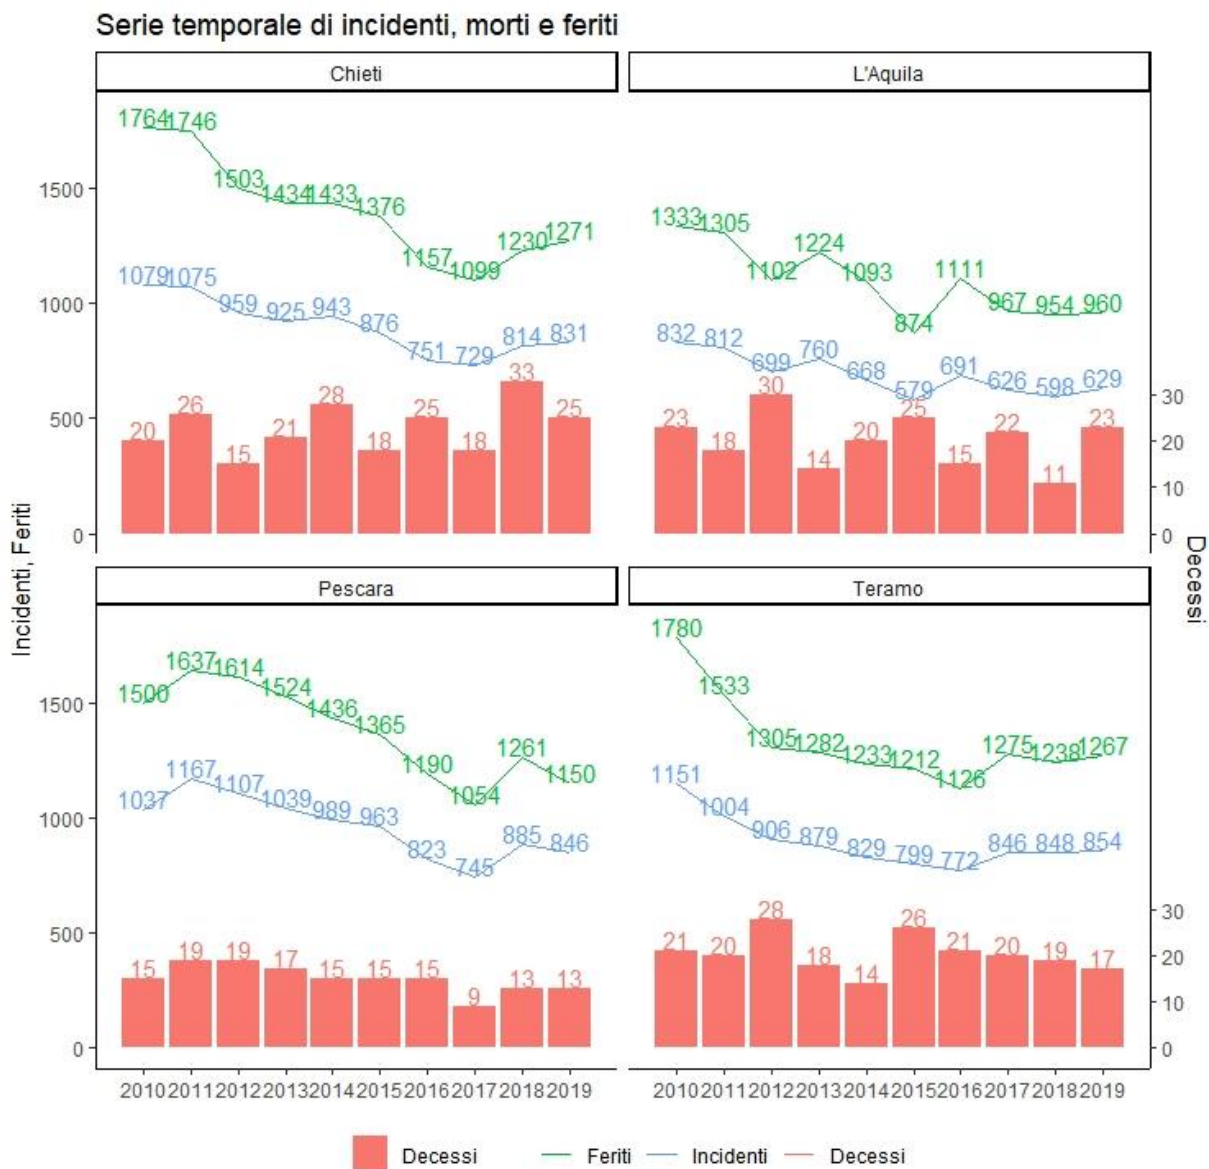 Serie temporale di incidenti, morti e feriti
Chieti
L'Aquila
1764 1746 1503 1434 1433 1376 1157 1099 1230 1271
1079 1075 959 925 943 876 751 729 814 831
20 26 15 21 28 18 25 18 33 25
1333 1305 1102 1224 1093 874 1111 967 954 960
832 812 699 760 668 579 691 626 598 629
23 18 30 14 20 25 15 22 11 23
1500
1000
500
0
30
20
10
0
Incidenti, Feriti
Decessi
Pescara
Teramo
1500 1637 1614 1524 1436 1365 1190 1054 1261 1150
1037 1167 1107 1039 989 963 823 745 885 846
15 19 19 17 15 15 15 9 13 13
1780 1533 1305 1282 1233 1212 1126 1275 1238 1267
1151 1004 906 879 829 799 772 846 848 854
21 20 28 18 14 26 21 20 19 17
1500
1000
500
0
30
20
10
0
2010 2011 2012 2013 2014 2015 2016 2017 2018 2019
2010 2011 2012 2013 2014 2015 2016 2017 2018 2019
Decessi Feriti Incidenti Decessi